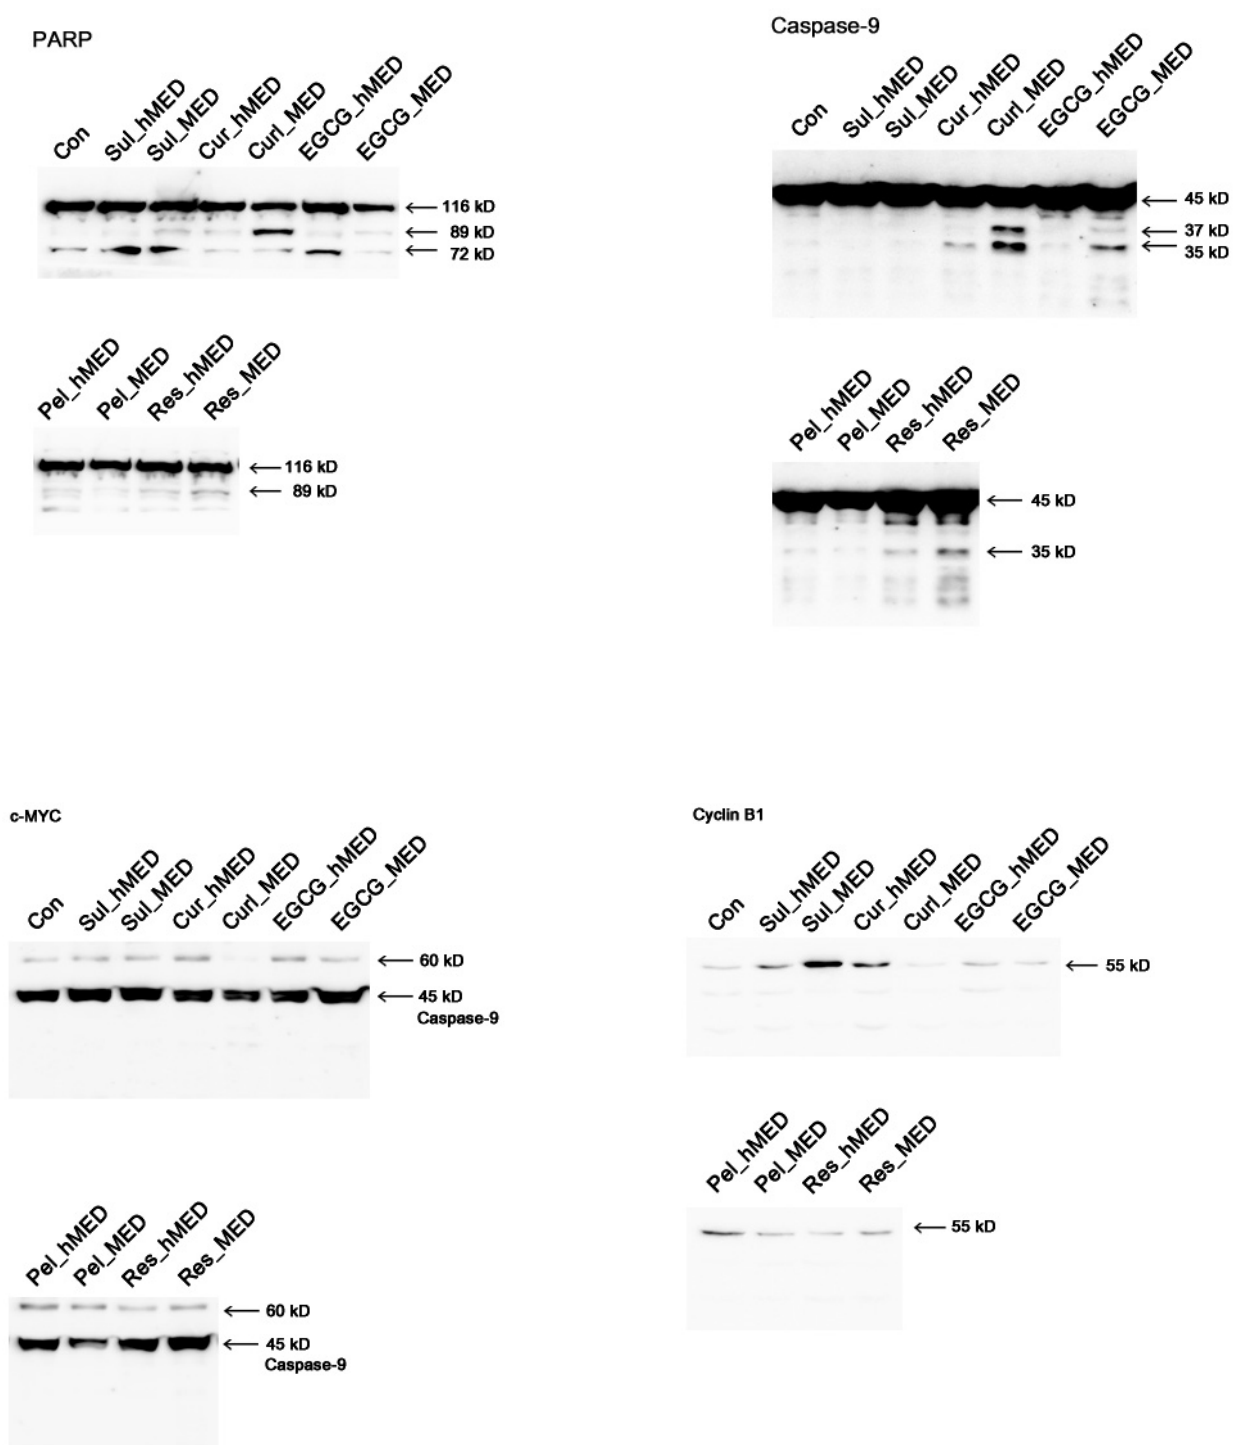 PARP
Con Sul_hMED Sul_MED Cur_hMED Curl_MED EGCG_hMED EGCG_MED
116 kD
89 kD
72 kD
Pel_hMED Pel_MED Res_hMED Res_MED
116 kD
89 kD
Caspase-9
Con Sul_hMED Sul_MED Cur_hMED Curl_MED EGCG_hMED EGCG_MED
45 kD
37 kD
35 kD
Pel_hMED Pel_MED Res_hMED Res_MED
45 kD
35 kD
c-MYC
Con Sul_hMED Sul_MED Cur_hMED Curl_MED EGCG_hMED EGCG_MED
60 kD
45 kD
Caspase-9
Pel_hMED Pel_MED Res_hMED Res_MED
60 kD
45 kD
Caspase-9
Cyclin B1
Con Sul_hMED Sul_MED Cur_hMED Curl_MED EGCG_hMED EGCG_MED
55 kD
Pel_hMED Pel_MED Res_hMED Res_MED
55 kD